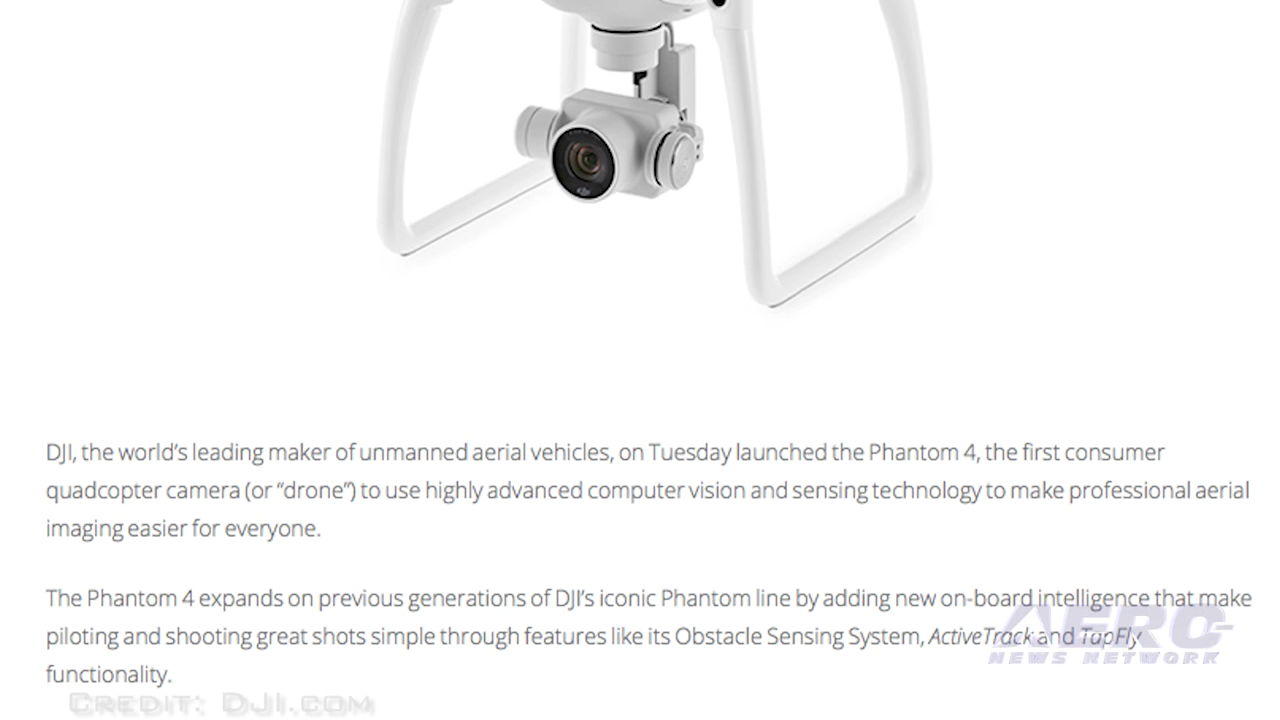 DJI, the world's leading maker of unmanned aerial vehicles, on Tuesday launched the Phantom 4, the first consumer
quadcopter camera (or “drone”) to use highly advanced computer vision and sensing technology to make professional aerial
imaging easier for everyone.
The Phantom 4 expands on previous generations of DJI's iconic Phantom line by adding new on-board intelligence that make
piloting and shooting great shots simple through features like its Obstacle Sensing System, ActiveTrack and TapFly
functionality.
AERO
NEWS NETWORK
CREDIT: DJI.COM